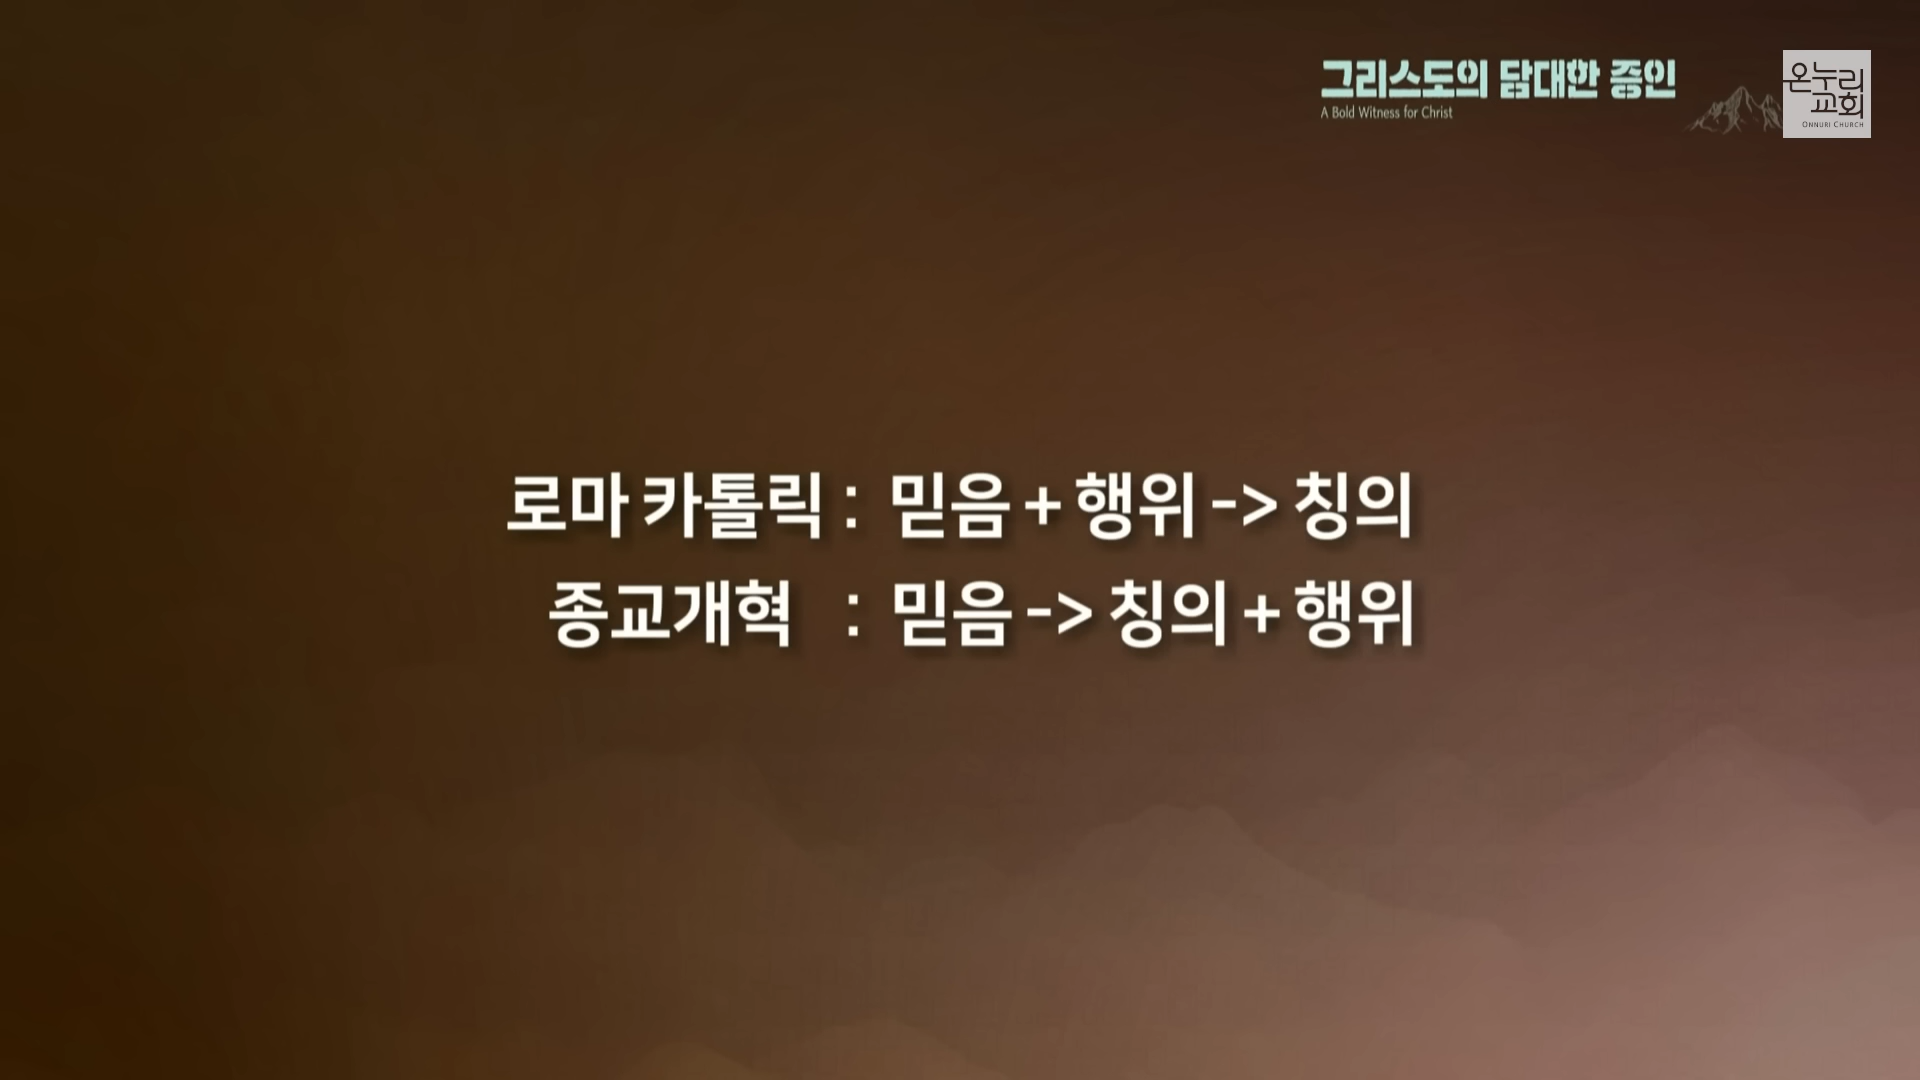 그리스도의 담대한 증인
A Bold Witness for Christ
온누리
교회
ONNURI CHURCH
로마 카톨릭 : 믿음 + 행위 -> 칭의
종교개혁 : 믿음 -> 칭의 + 행위